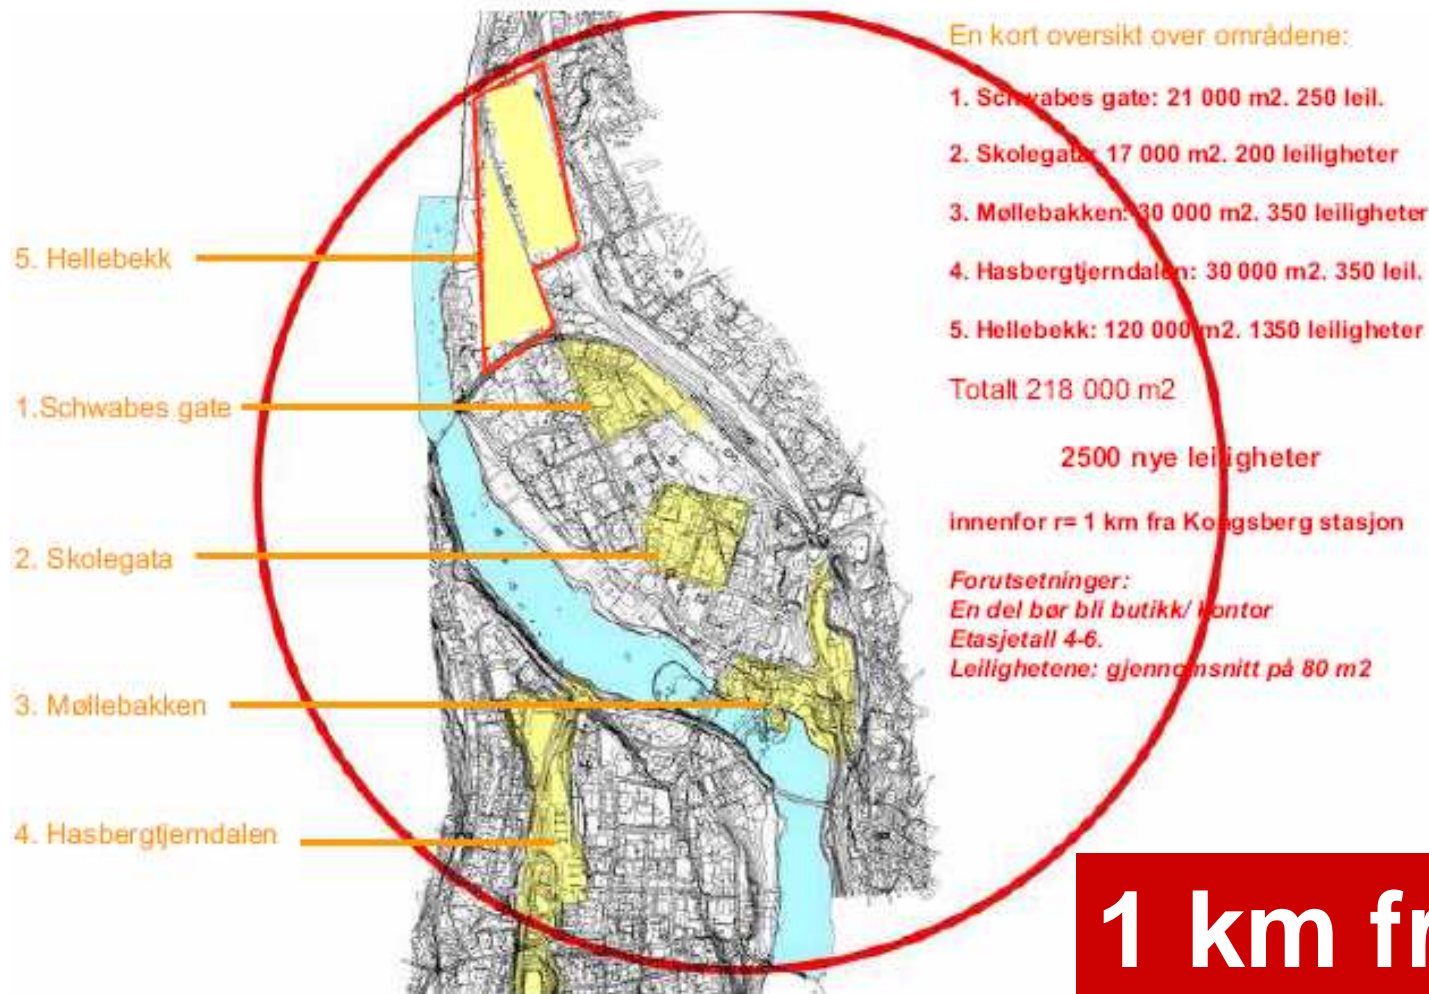 En kort oversikt over områdene:
1. Schwabes gate: 21 000 m2. 250 leil.
2. Skolegata: 17 000 m2. 200 leiligheter
3. Møllebakken: 30 000 m2. 350 leiligheter
4. Hasbergtjerndalen: 30 000 m2. 350 leil.
5. Hellebekk: 120 000 m2. 1350 leiligheter
Totalt 218 000 m2
2500 nye leiligheter
innenfor r= 1 km fra Kongsberg stasjon
Forutsetninger:
En del bør bli butikk/ kontor
Etasjetall 4-6.
Leilighetene: gjennomsnitt på 80 m2
5. Hellebekk
1.Schwabes gate
2. Skolegata
3. Møllebakken
4. Hasbergtjerndalen
1 km fr